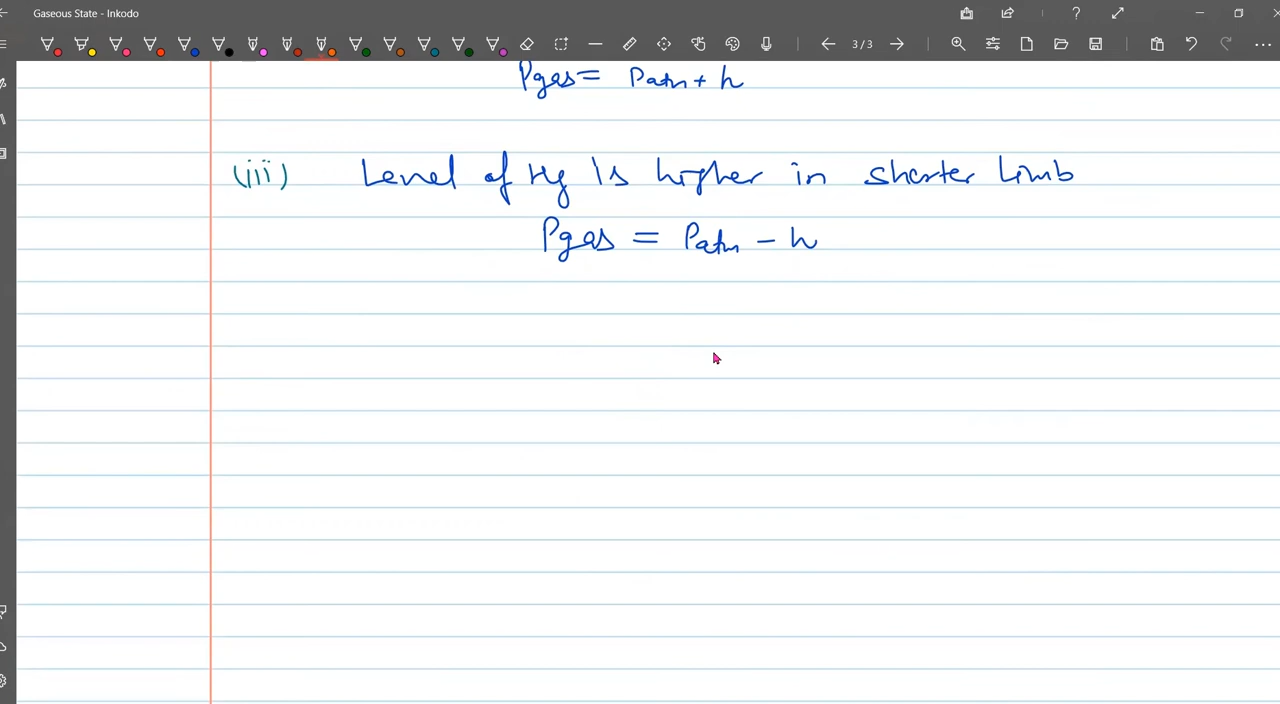 Gaseous State - Inkodo
3/3
Pgas = Patm + h
(iii) Level of Hg is higher in shorter limb
Pgas = Patm - h